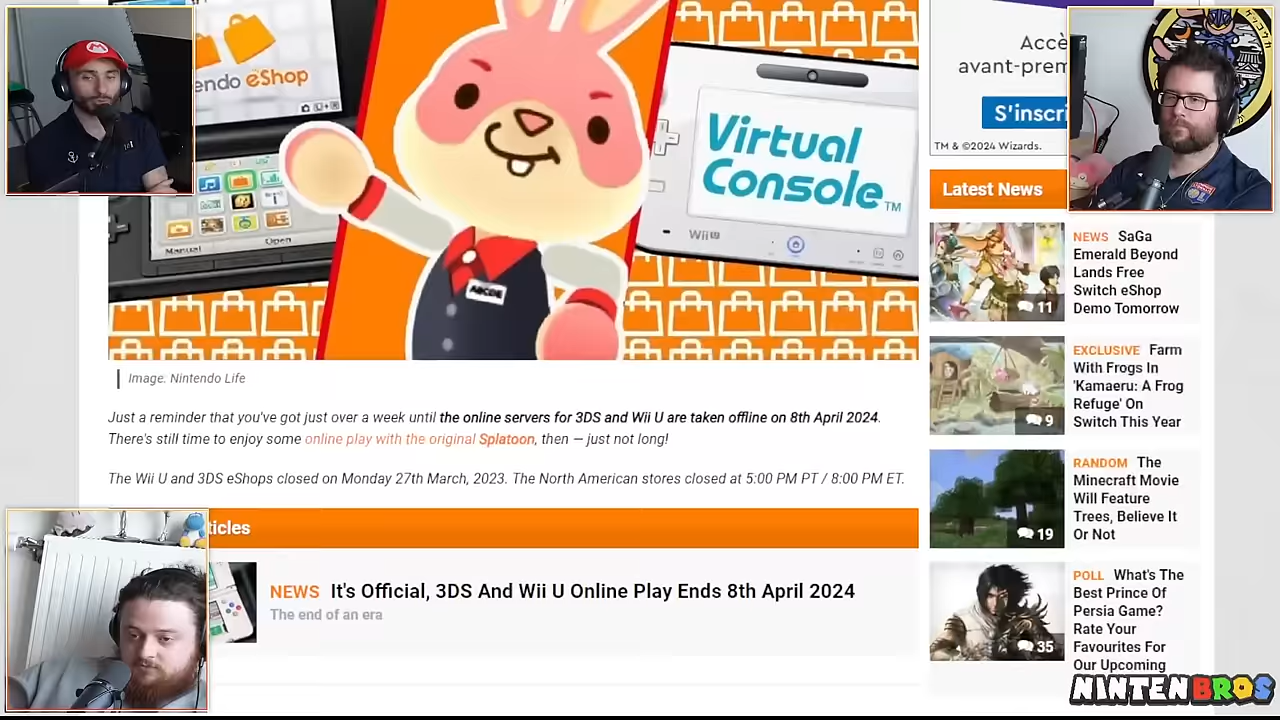 endo eShop
Manual
Open
ABCDE
Virtual
Console™
Wii U
Accè
avant-prem
S'inscri
TM & ©2024 Wizards.
Latest News
NEWS SaGa
Emerald Beyond
Lands Free
Switch eShop
Demo Tomorrow
11
EXCLUSIVE Farm
With Frogs In
'Kamaeru: A Frog
Refuge' On
Switch This Year
9
RANDOM The
Minecraft Movie
Will Feature
Trees, Believe It
Or Not
19
POLL What's The
Best Prince Of
Persia Game?
Rate Your
Favourites For
Our Upcoming
35
Image: Nintendo Life
Just a reminder that you've got just over a week until the online servers for 3DS and Wii U are taken offline on 8th April 2024.
There's still time to enjoy some online play with the original Splatoon, then — just not long!
The Wii U and 3DS eShops closed on Monday 27th March, 2023. The North American stores closed at 5:00 PM PT / 8:00 PM ET.
ticles
NEWS It's Official, 3DS And Wii U Online Play Ends 8th April 2024
The end of an era
NINTENBROS